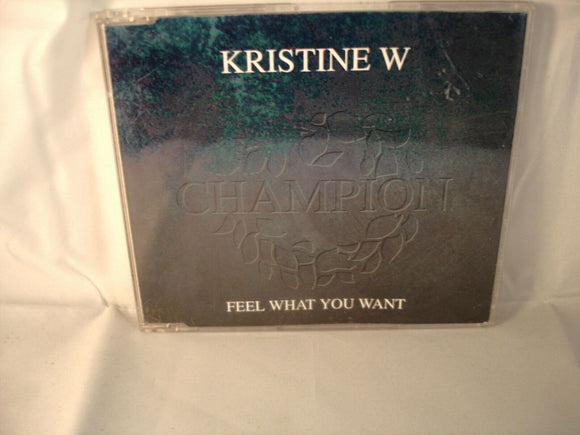 KRISTINE W
CHAMPION
FEEL WHAT YOU WANT